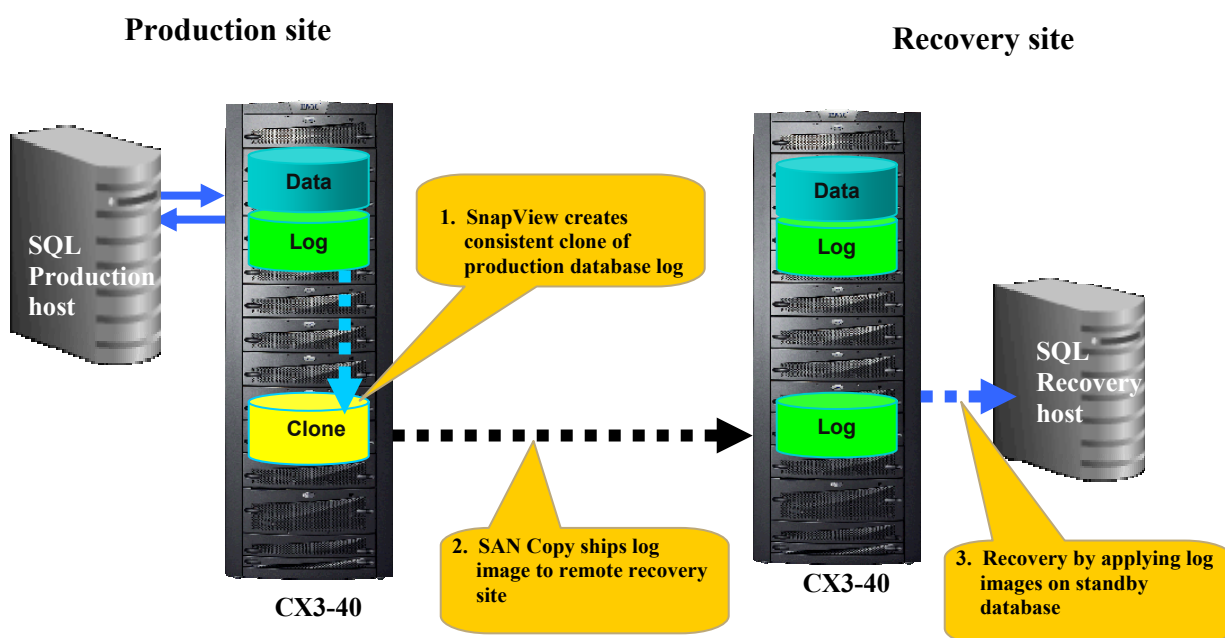 Production site
Recovery site
Data
Log
Clone
SQL
Production
host
CX3-40
1. SnapView creates
consistent clone of
production database log
2. SAN Copy ships log
image to remote recovery
site
Data
Log
Log
CX3-40
SQL
Recovery
host
3. Recovery by applying log
images on standby
database